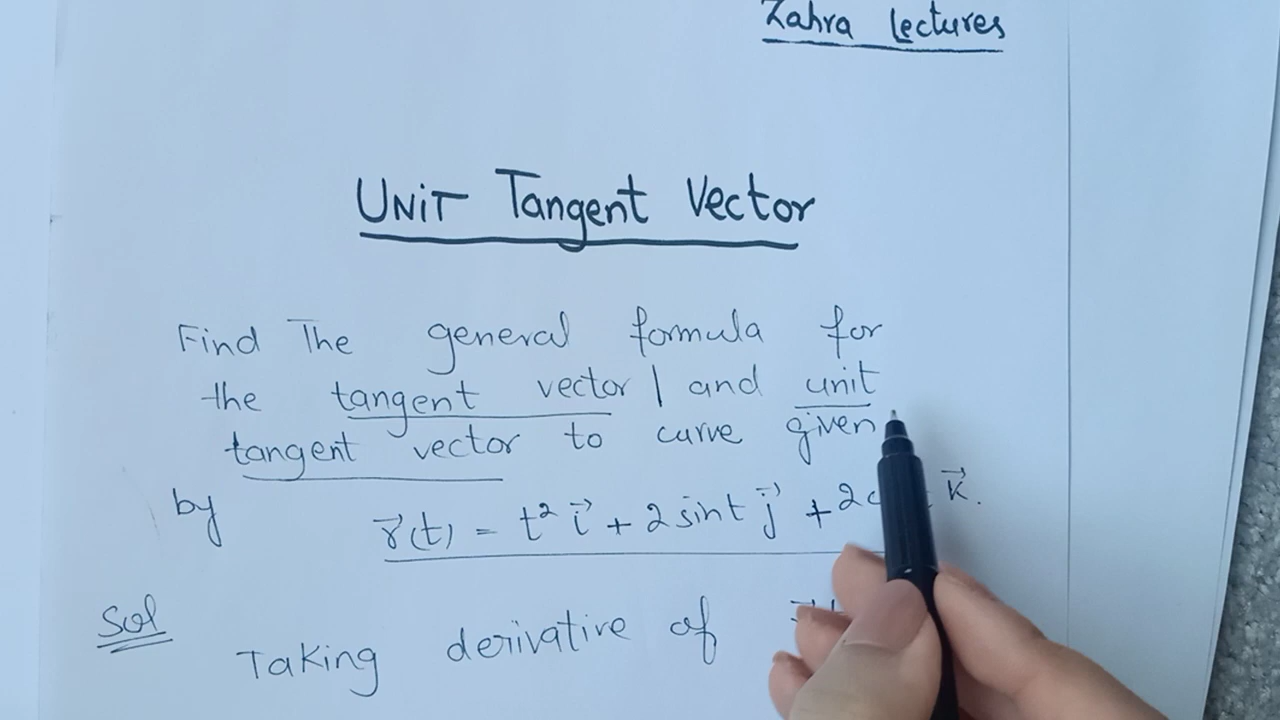 Zahra Lectures
UNIT Tangent Vector
Find The general formula for
the tangent vector | and unit
tangent vector to curve given
by r⃗(t) = t² i⃗ + 2 sint j⃗ + 2 k⃗.
Sol
Taking derivative of